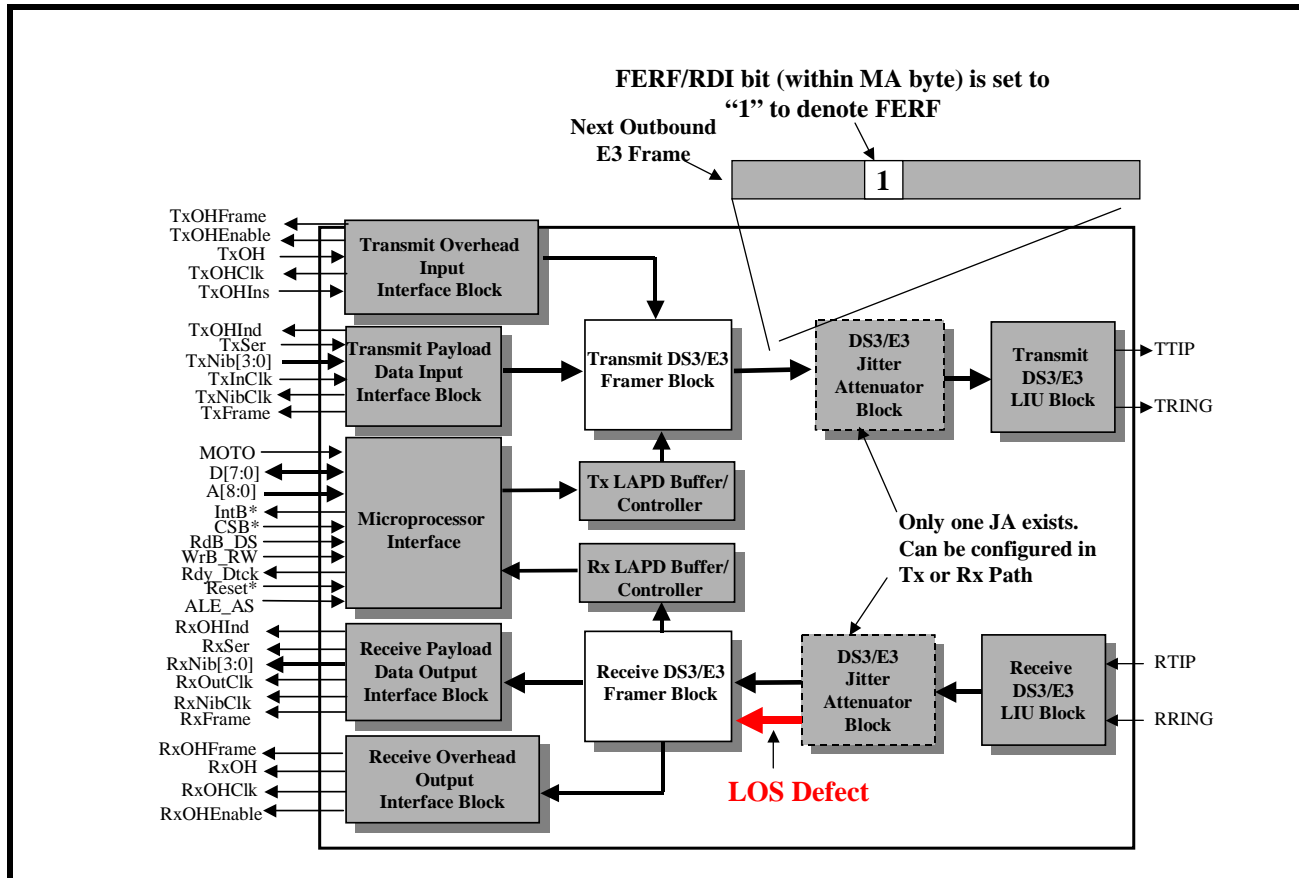 FERF/RDI bit (within MA byte) is set to
“1” to denote FERF
Next Outbound
E3 Frame
1
TxOHFrame
TxOHEnable
TxOH
TxOHClk
TxOHIns
Transmit Overhead
Input
Interface Block
TxOHInd
TxSer
TxNib[3:0]
TxInClk
TxNibClk
TxFrame
Transmit Payload
Data Input
Interface Block
Transmit DS3/E3
Framer Block
DS3/E3
Jitter
Attenuator
Block
Transmit
DS3/E3
LIU Block
TTIP
TRING
MOTO
D[7:0]
A[8:0]
IntB*
CSB*
RdB_DS
WrB_RW
Rdy_Dtck
Reset*
ALE_AS
Microprocessor
Interface
Tx LAPD Buffer/
Controller
Rx LAPD Buffer/
Controller
Only one JA exists.
Can be configured in
Tx or Rx Path
RxOHInd
RxSer
RxNib[3:0]
RxOutClk
RxNibClk
RxFrame
Receive Payload
Data Output
Interface Block
Receive DS3/E3
Framer Block
DS3/E3
Jitter
Attenuator
Block
Receive
DS3/E3
LIU Block
RTIP
RRING
RxOHFrame
RxOH
RxOHClk
RxOHEnable
Receive Overhead
Output
Interface Block
LOS Defect